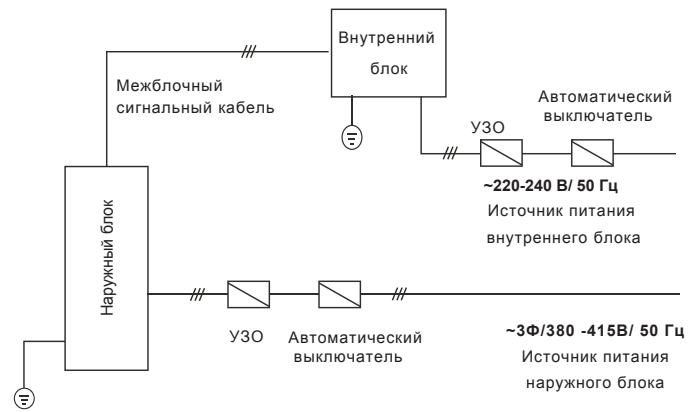 Внутренний
блок
Межблочный
сигнальный кабель
Автоматический
выключатель
УЗО
~220-240 В/ 50 Гц
Источник питания
внутреннего блока
Наружный блок
УЗО
Автоматический
выключатель
~3Ф/380 -415В/ 50 Гц
Источник питания
наружного блока